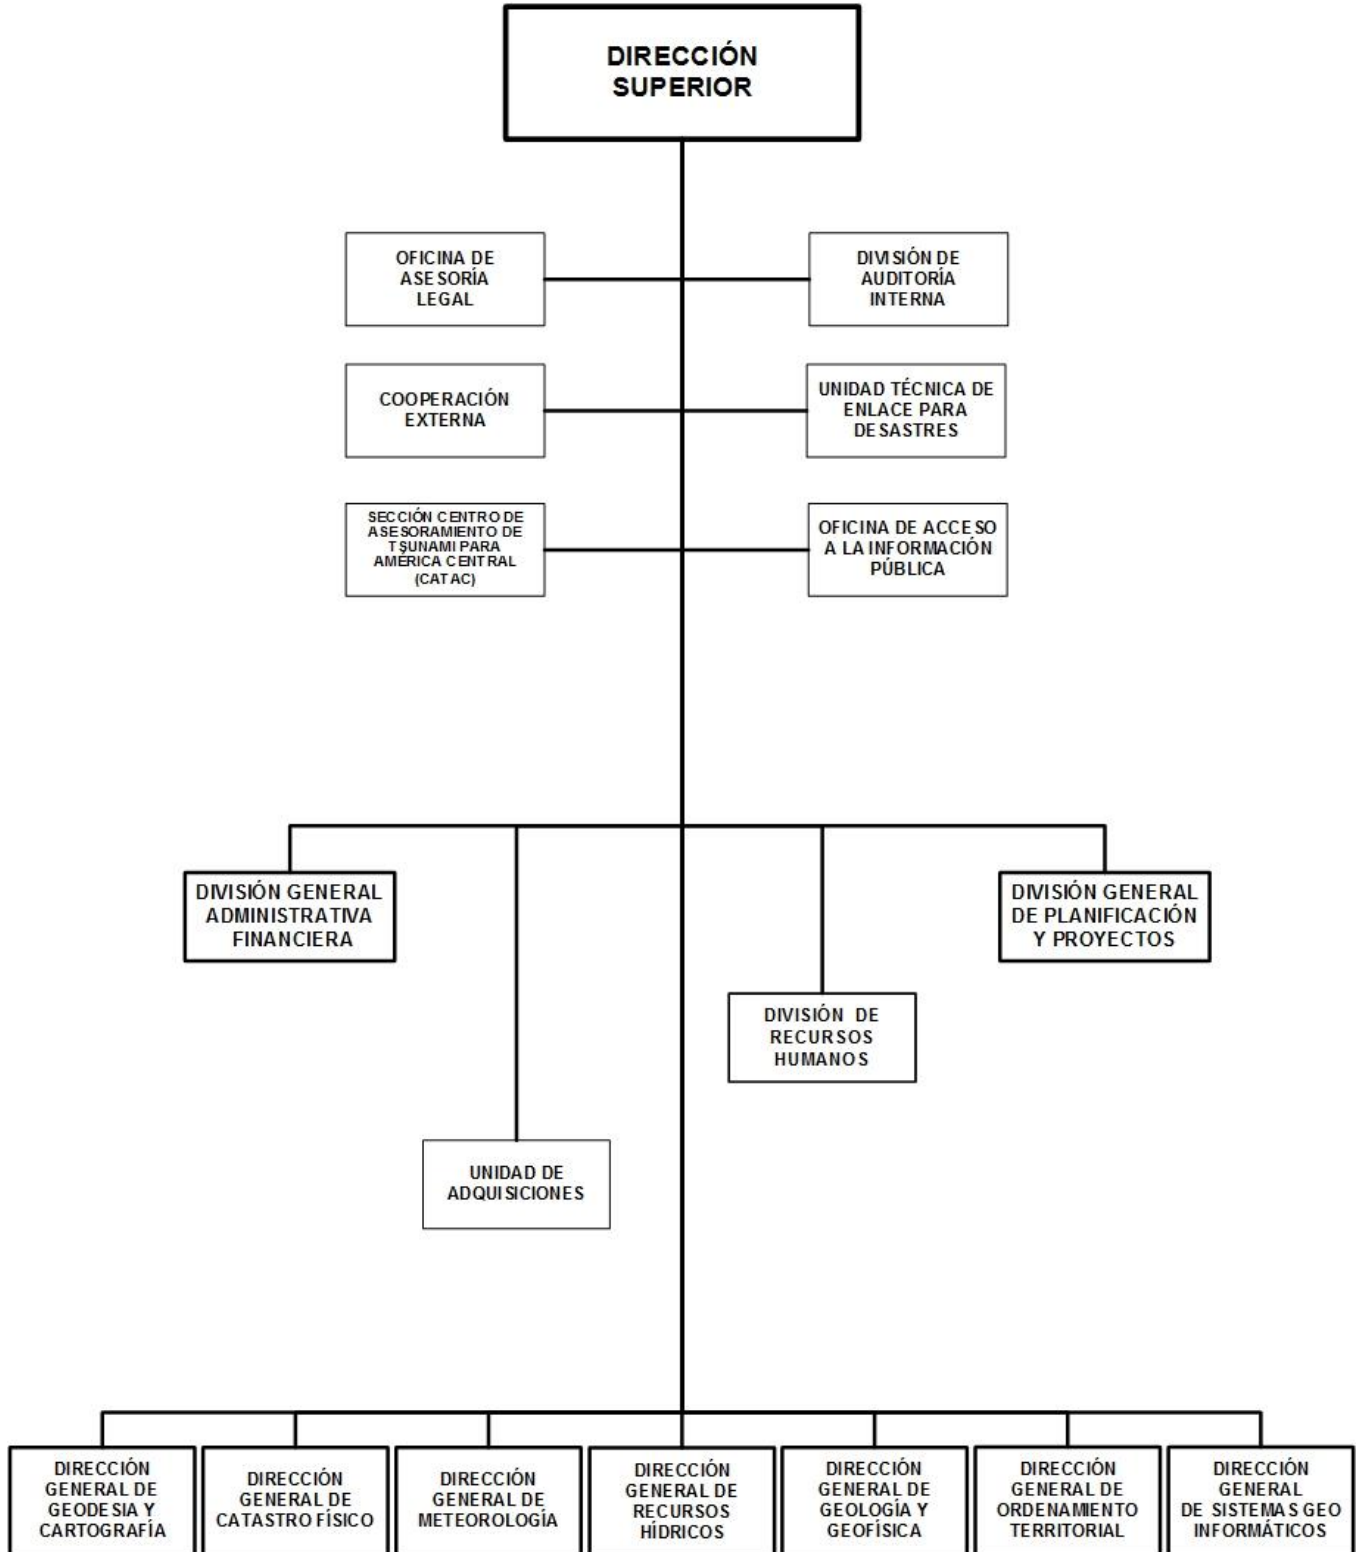 DIRECCIÓN
SUPERIOR
OFICINA DE
ASESORÍA
LEGAL
DIVISIÓN DE
AUDITORÍA
INTERNA
COOPERACIÓN
EXTERNA
UNIDAD TÉCNICA DE
ENLACE PARA
DESASTRES
SECCIÓN CENTRO DE
ASESORAMIENTO DE
TSUNAMI PARA
AMÉRICA CENTRAL
(CATAC)
OFICINA DE ACCESO
A LA INFORMACIÓN
PÚBLICA
DIVISIÓN GENERAL
ADMINISTRATIVA
FINANCIERA
DIVISIÓN GENERAL
DE PLANIFICACIÓN
Y PROYECTOS
DIVISIÓN DE
RECURSOS
HUMANOS
UNIDAD DE
ADQUISICIONES
DIRECCIÓN
GENERAL DE
GEODESIA Y
CARTOGRAFÍA
DIRECCIÓN
GENERAL DE
CATASTRO FÍSICO
DIRECCIÓN
GENERAL DE
METEOROLOGÍA
DIRECCIÓN
GENERAL DE
RECURSOS
HÍDRICOS
DIRECCIÓN
GENERAL DE
GEOLOGÍA Y
GEOFÍSICA
DIRECCIÓN
GENERAL DE
ORDENAMIENTO
TERRITORIAL
DIRECCIÓN
GENERAL
DE SISTEMAS GEO
INFORMÁTICOS